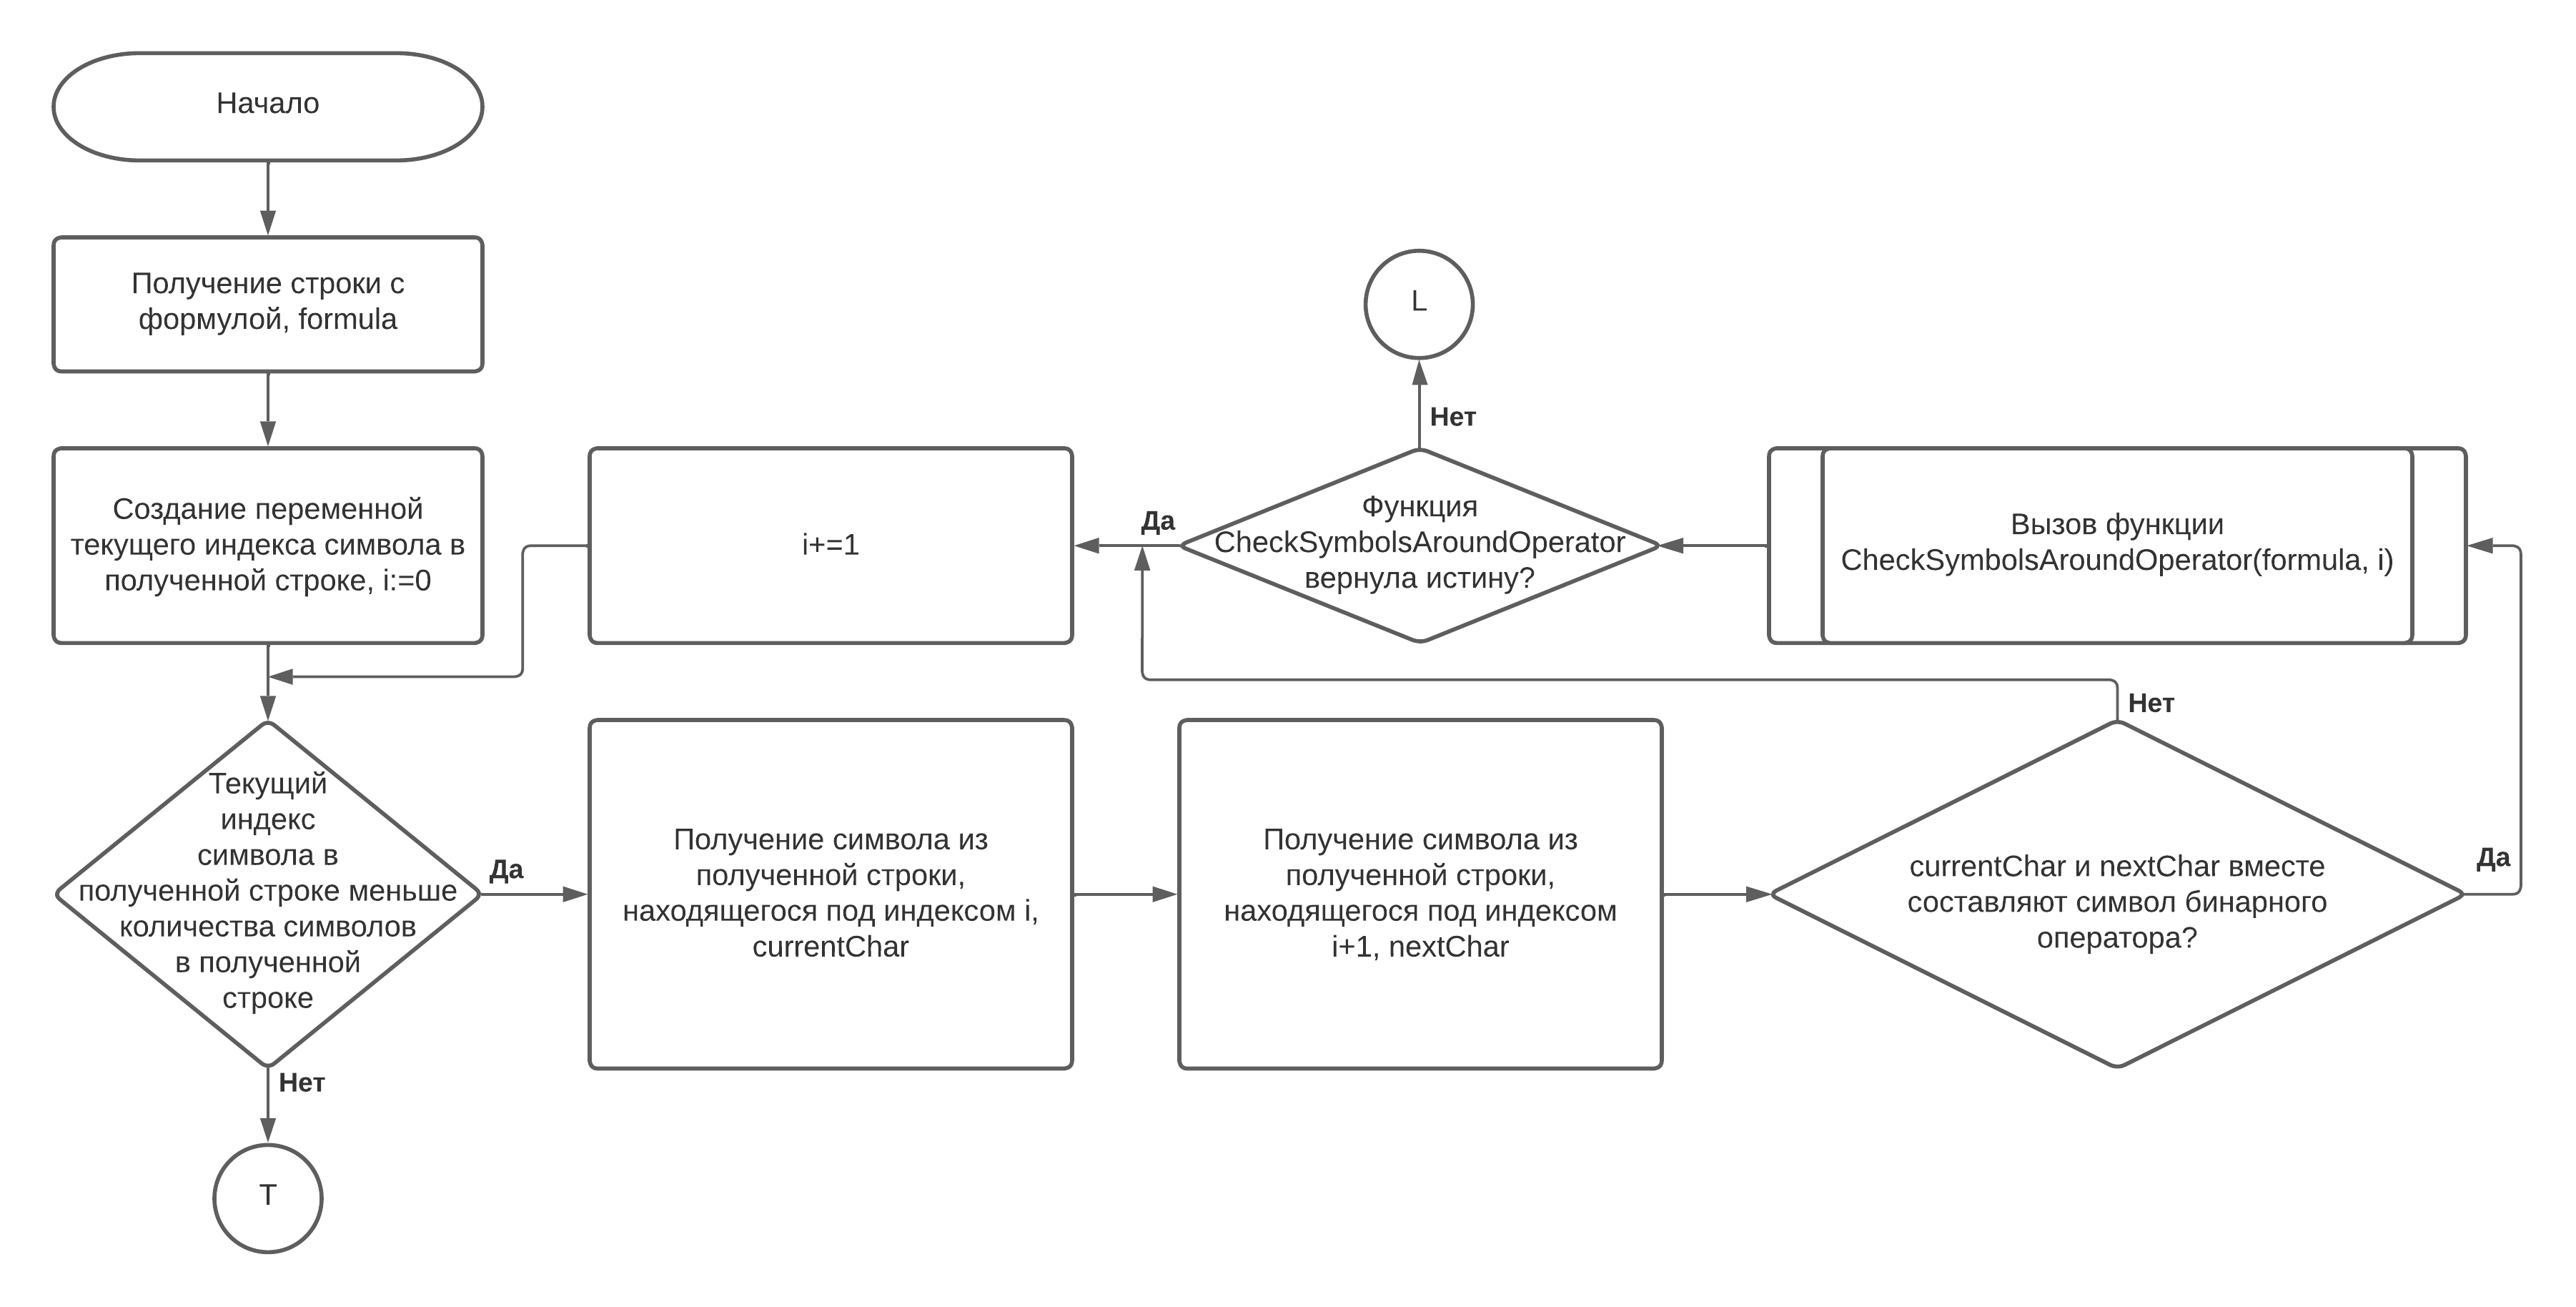 Начало
Получение строки с
формулой, formula
Создание переменной
текущего индекса символа в
полученной строке, i:=0
Текущий
индекс
символа в
полученной строке меньше
количества символов
в полученной
строке
Нет
T
Да
Получение символа из
полученной строки,
находящегося под индексом i,
currentChar
Получение символа из
полученной строки,
находящегося под индексом
i+1, nextChar
currentChar и nextChar вместе
составляют символ бинарного
оператора?
Нет
Да
Вызов функции
CheckSymbolsAroundOperator(formula, i)
Функция
CheckSymbolsAroundOperator
вернула истину?
Нет
L
Да
i+=1